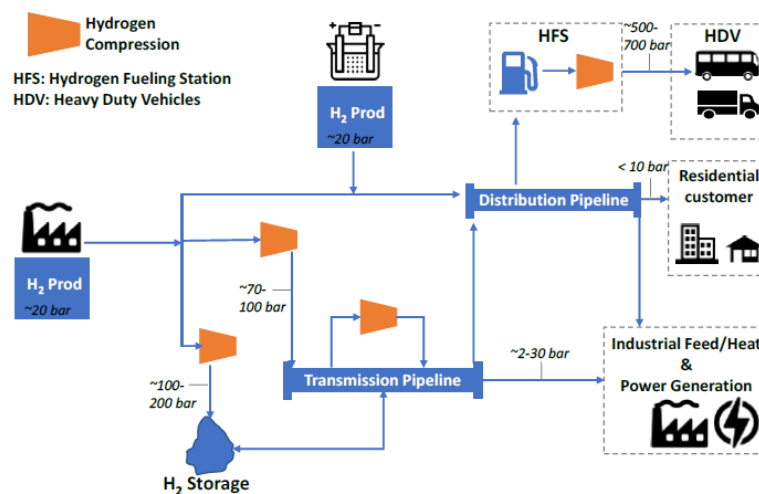 Hydrogen
Compression
HFS: Hydrogen Fueling Station
HDV: Heavy Duty Vehicles
H2 Prod
~20 bar
HFS
~500-
700 bar
HDV
< 10 bar
Residential
customer
Distribution Pipeline
H2 Prod
~20 bar
~70-
100 bar
~100-
200 bar
Transmission Pipeline
~2-30 bar
Industrial Feed/Heat
&
Power Generation
H2 Storage